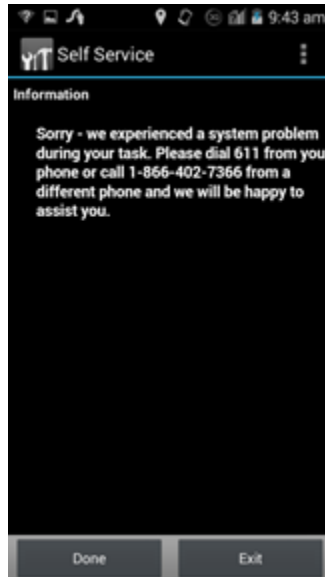 9:43 am
Self Service
Information
Sorry - we experienced a system problem
during your task. Please dial 611 from you
phone or call 1-866-402-7366 from a
different phone and we will be happy to
assist you.
Done Exit